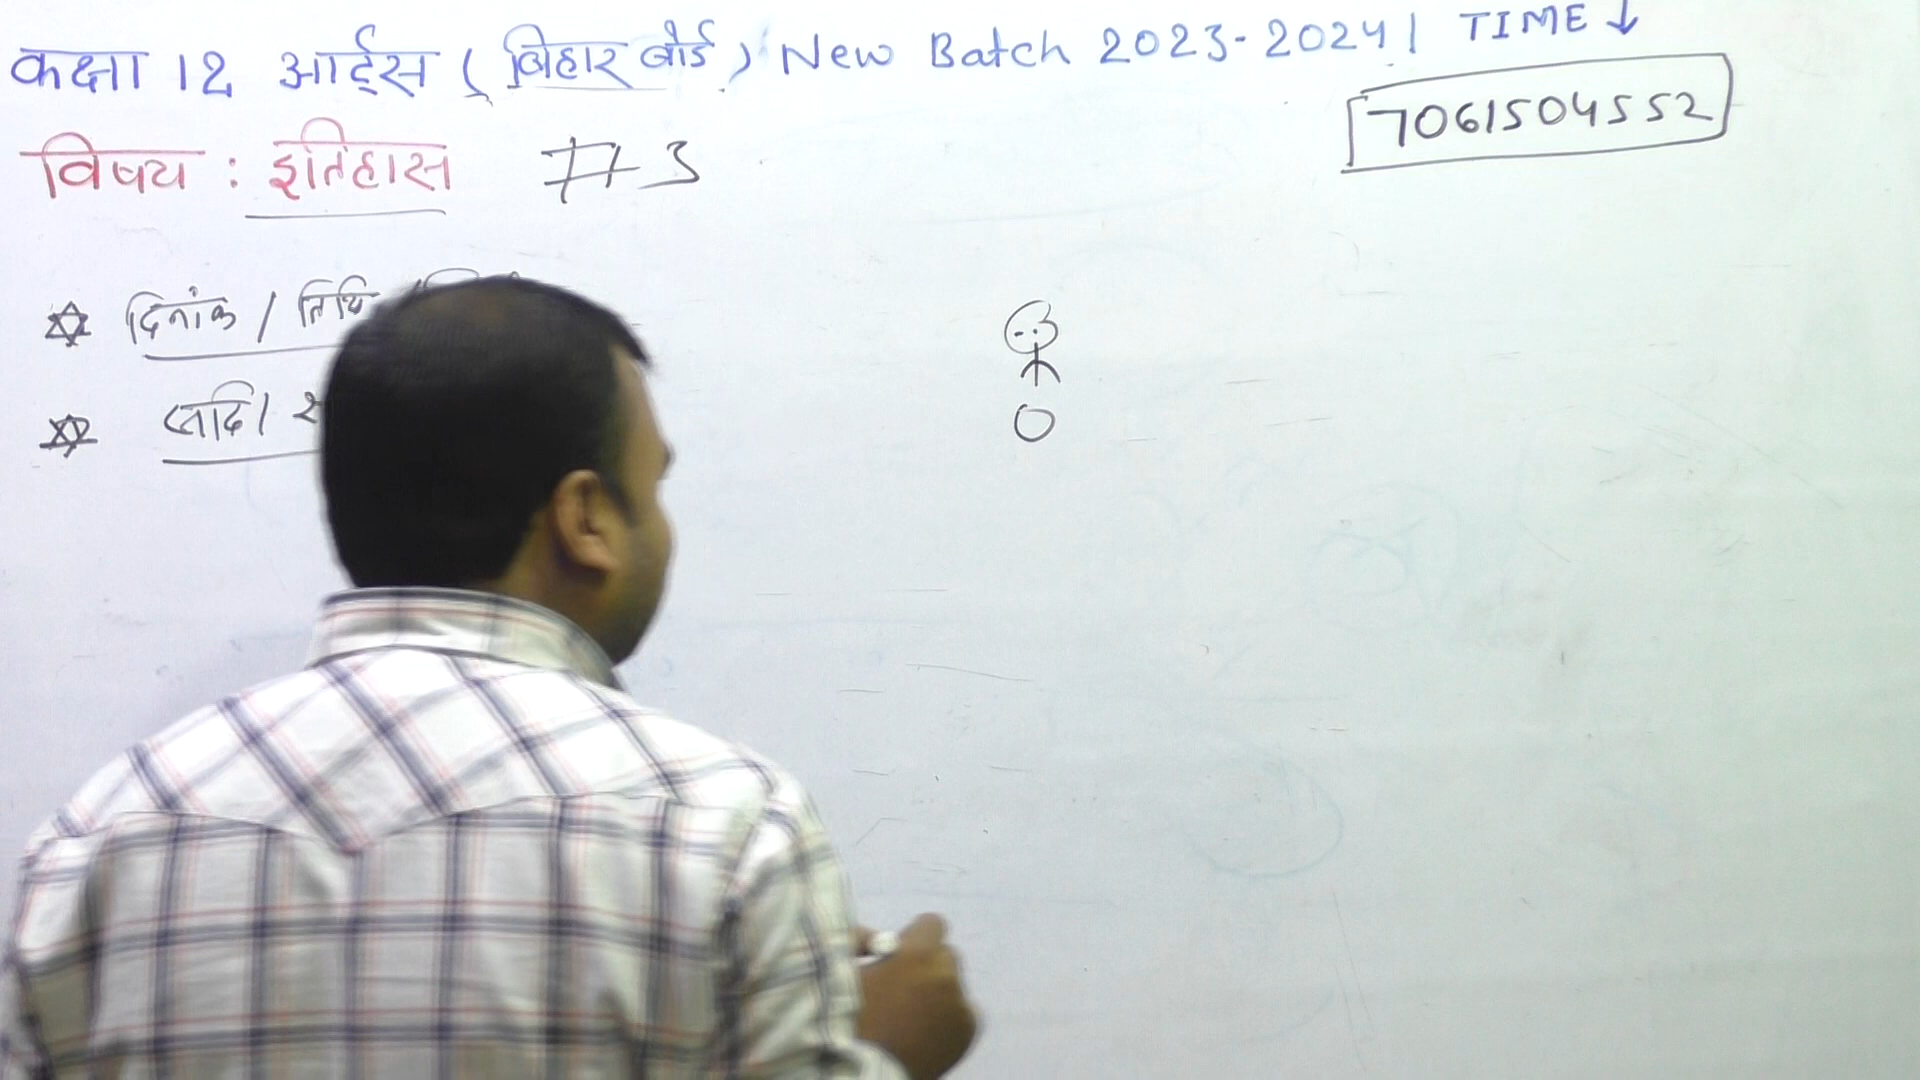 कक्षा 12 आर्ट्स ( बिहार बोर्ड ) New Batch 2023-2024 | TIME ↓
7061504552
विषय : इतिहास # 3
दिनांक / तिथि